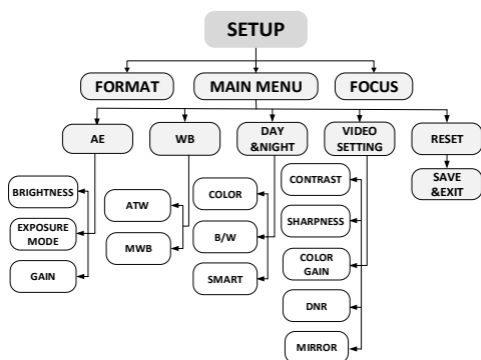 SETUP
FORMAT
MAIN MENU
FOCUS
AE
WB
DAY
&NIGHT
VIDEO
SETTING
RESET
SAVE
&EXIT
BRIGHTNESS
EXPOSURE
MODE
GAIN
ATW
MWB
COLOR
B/W
SMART
CONTRAST
SHARPNESS
COLOR
GAIN
DNR
MIRROR